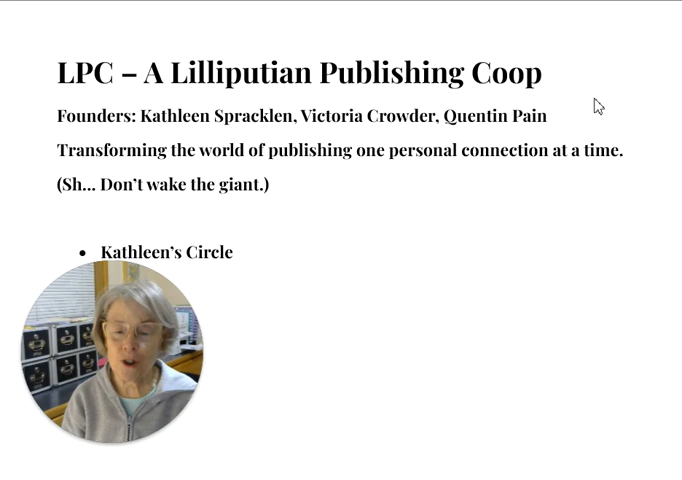 LPC – A Lilliputian Publishing Coop
Founders: Kathleen Spracklen, Victoria Crowder, Quentin Pain
Transforming the world of publishing one personal connection at a time.
(Sh... Don’t wake the giant.)
• Kathleen’s Circle